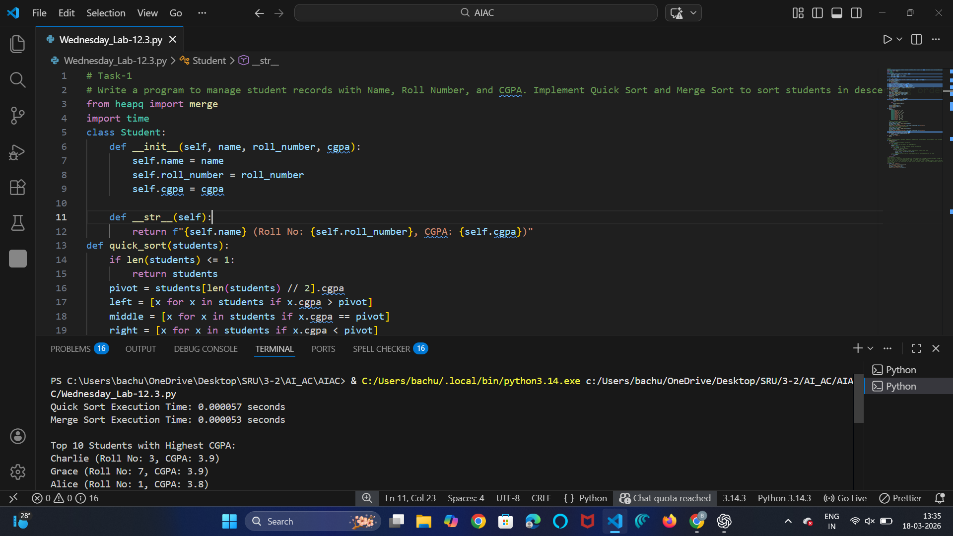 File Edit Selection View Go ··· AIAC
Wednesday_Lab-12.3.py
Wednesday_Lab-12.3.py > Student > __str__
1 # Task-1
2 # Write a program to manage student records with Name, Roll Number, and CGPA. Implement Quick Sort and Merge Sort to sort students in desce
3 from heapq import merge
4 import time
5 class Student:
6 def __init__(self, name, roll_number, cgpa):
7 self.name = name
8 self.roll_number = roll_number
9 self.cgpa = cgpa
10
11 def __str__(self):
12 return f"{self.name} (Roll No: {self.roll_number}, CGPA: {self.cgpa})"
13 def quick_sort(students):
14 if len(students) <= 1:
15 return students
16 pivot = students[len(students) // 2].cgpa
17 left = [x for x in students if x.cgpa > pivot]
18 middle = [x for x in students if x.cgpa == pivot]
19 right = [x for x in students if x.cgpa < pivot]
PROBLEMS 16 OUTPUT DEBUG CONSOLE TERMINAL PORTS SPELL CHECKER 16
Python
Python
PS C:\Users\bachu\OneDrive\Desktop\SRU\3-2\AI_AC\AIAC> & C:/Users/bachu/.local/bin/python3.14.exe c:/Users/bachu/OneDrive/Desktop/SRU/3-2/AI_AC/AIA
C/Wednesday_Lab-12.3.py
Quick Sort Execution Time: 0.000057 seconds
Merge Sort Execution Time: 0.000053 seconds
Top 10 Students with Highest CGPA:
Charlie (Roll No: 3, CGPA: 3.9)
Grace (Roll No: 7, CGPA: 3.9)
Alice (Roll No: 1, CGPA: 3.8)
0 0 16 Ln 11, Col 23 Spaces: 4 UTF-8 CRLF {} Python Chat quota reached 3.14.3 Python 3.14.3 Go Live Prettier
28° Search ENG IN 13:35 18-03-2026